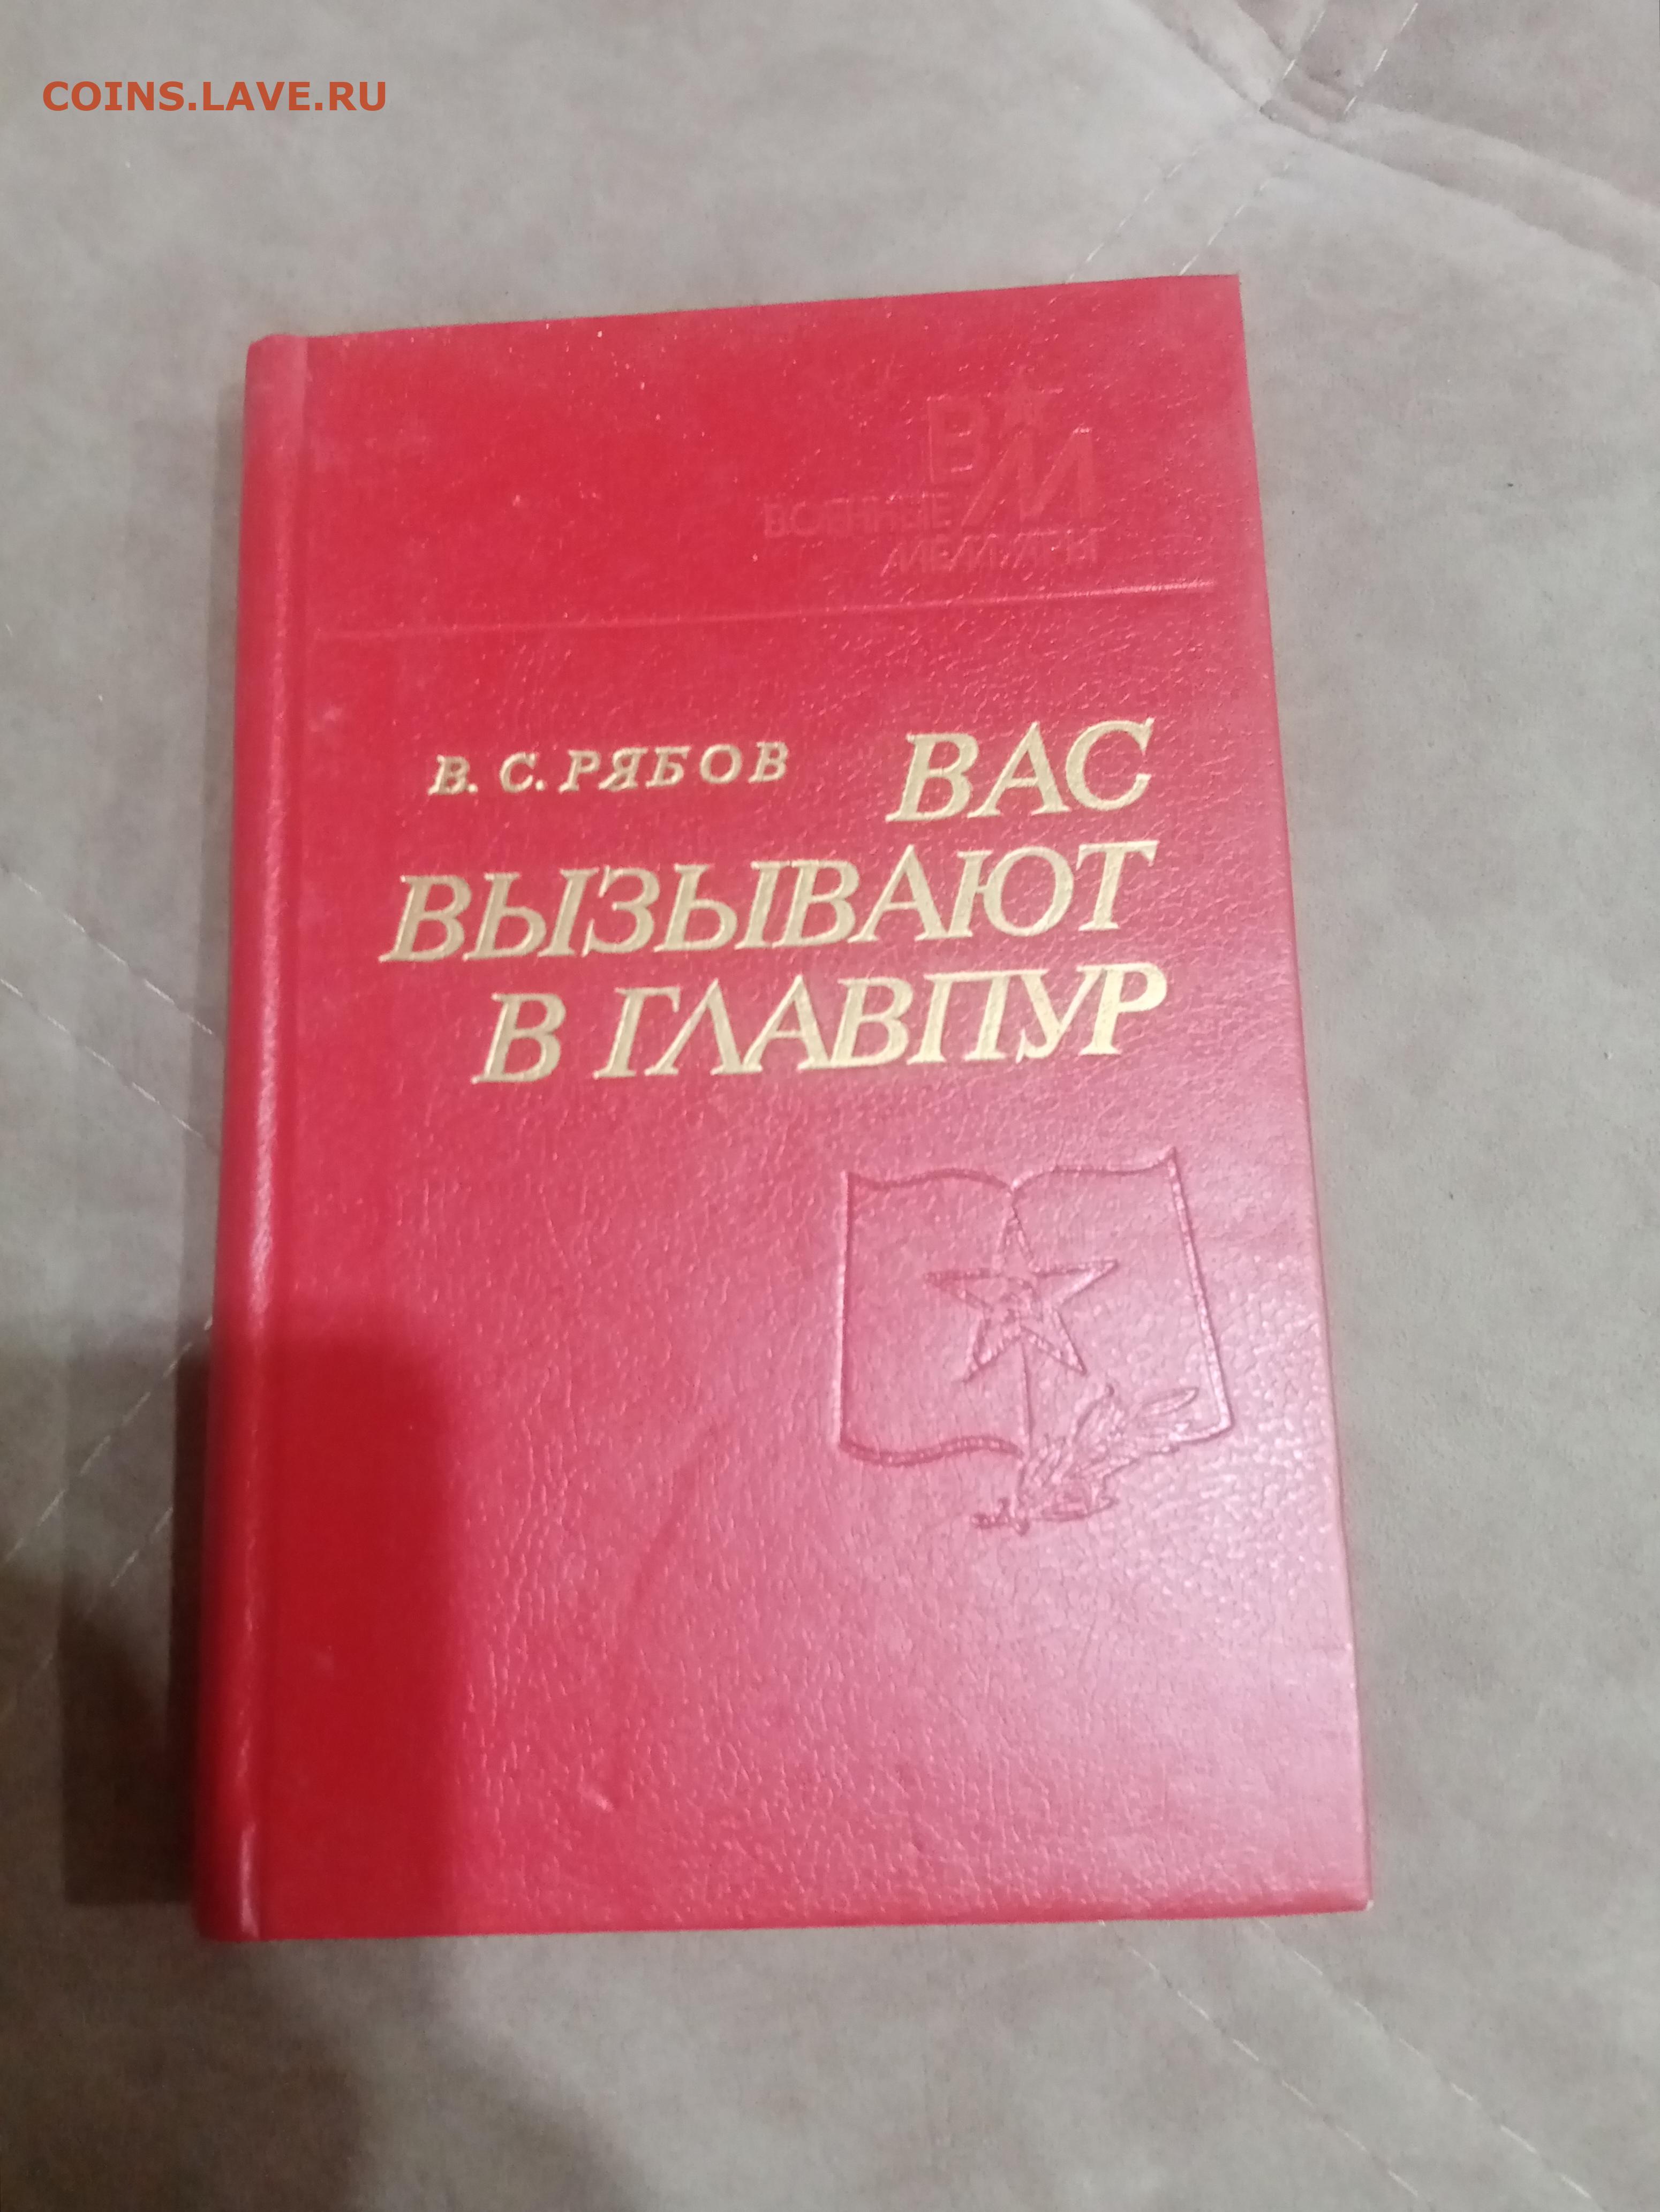 COINS.LAVE.RU
ВМ
ВОЕННЫЕ
МЕМУАРЫ
В. С. РЯБОВ ВАС
ВЫЗЫВАЮТ
В ГЛАВПУР